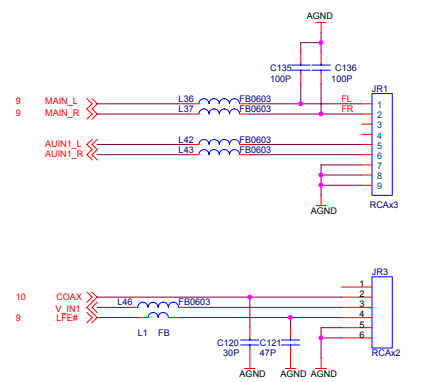 AGND
C135 C136
100P 100P
JR1
9 MAIN_L L36 FB0603 FL 1
9 MAIN_R L37 FB0603 FR 2
3
4
AUIN1_L L42 FB0603 5
AUIN1_R L43 FB0603 6
7
8
9
AGND RCAx3
JR3
1
10 COAX 2
V_IN1 L46 FB0603 3
9 LFE# 4
5
L1 FB C120 C121 6
30P 47P RCAx2
AGND AGND AGND